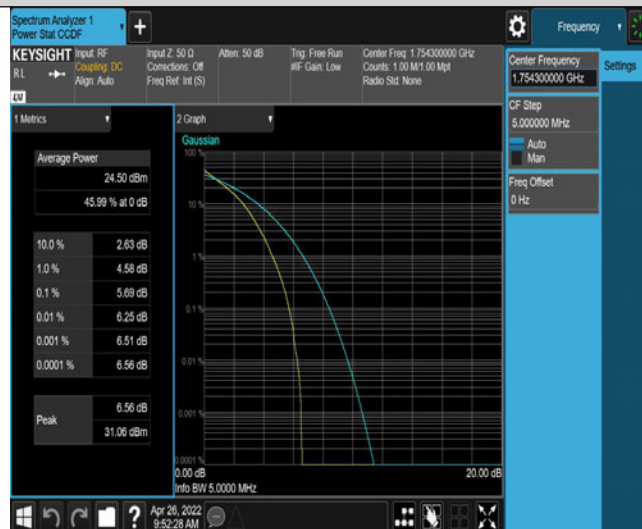 Spectrum Analyzer 1
Power Stat CCDF
Frequency
KEYSIGHT
RL
LXI
Input: RF
Coupling: DC
Align: Auto
Input Z: 50 Ω
Corrections: Off
Freq Ref: Int (S)
Atten: 50 dB
Trig: Free Run
#IF Gain: Low
Center Freq: 1.754300000 GHz
Counts: 1.00 M/1.00 Mpt
Radio Std: None
Center Frequency
1.754300000 GHz
Settings
CF Step
5.000000 MHz
Auto
Man
Freq Offset
0 Hz
1 Metrics
Average Power
24.50 dBm
45.99 % at 0 dB
10.0 % 2.63 dB
1.0 % 4.58 dB
0.1 % 5.69 dB
0.01 % 6.25 dB
0.001 % 6.51 dB
0.0001 % 6.56 dB
Peak
6.56 dB
31.06 dBm
2 Graph
Gaussian
100 %
10 %
1 %
0.1 %
0.01 %
0.001 %
0.0001 %
0.00 dB 20.00 dB
Info BW 5.0000 MHz
?
Apr 26, 2022
9:52:28 AM